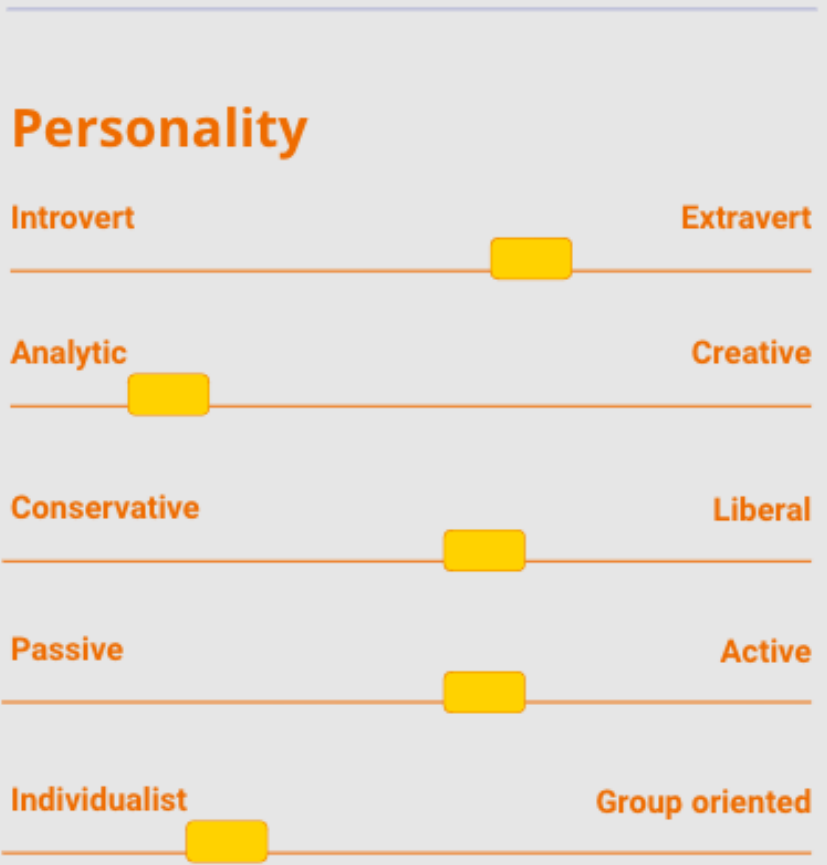 Personality
Introvert Extravert
Analytic Creative
Conservative Liberal
Passive Active
Individualist Group oriented